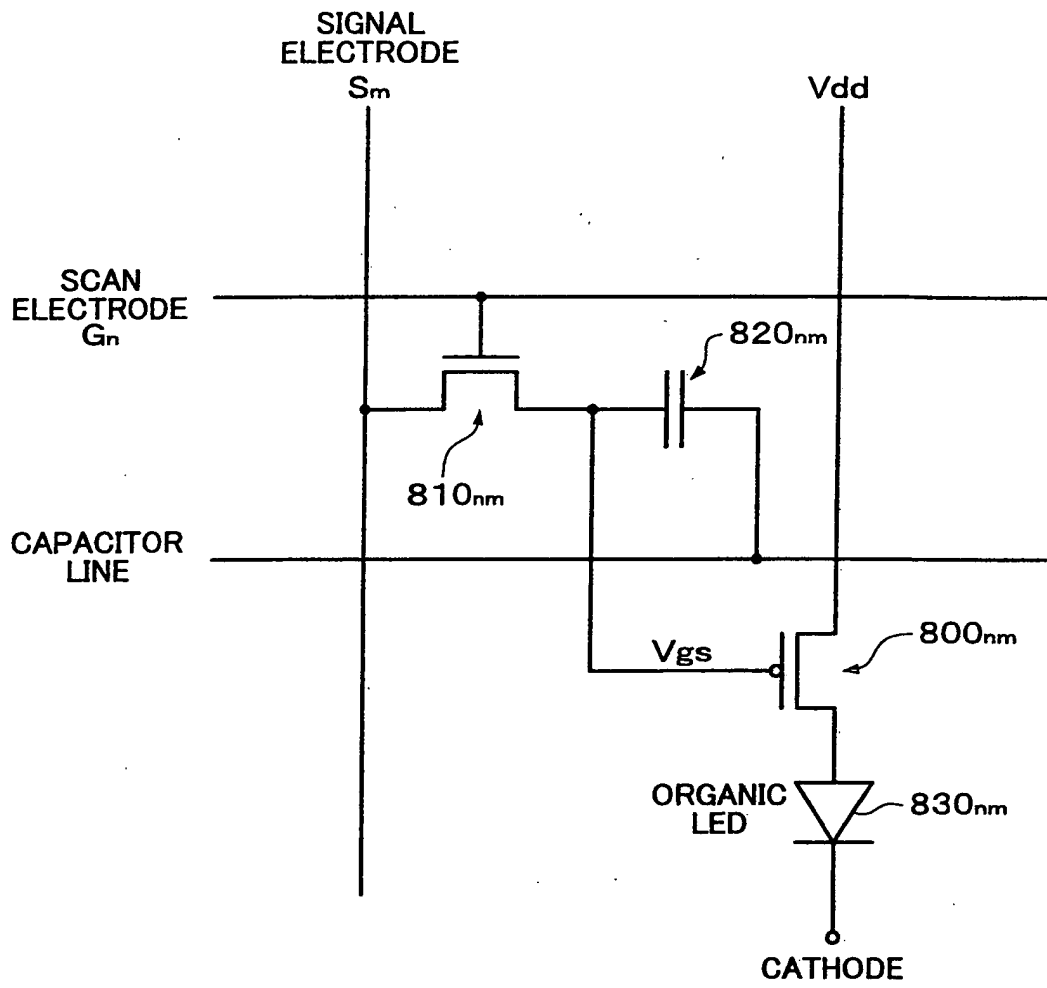 SIGNAL
ELECTRODE
Sm
Vdd
SCAN
ELECTRODE
Gn
820nm
810nm
CAPACITOR
LINE
Vgs
800nm
ORGANIC
LED
830nm
CATHODE